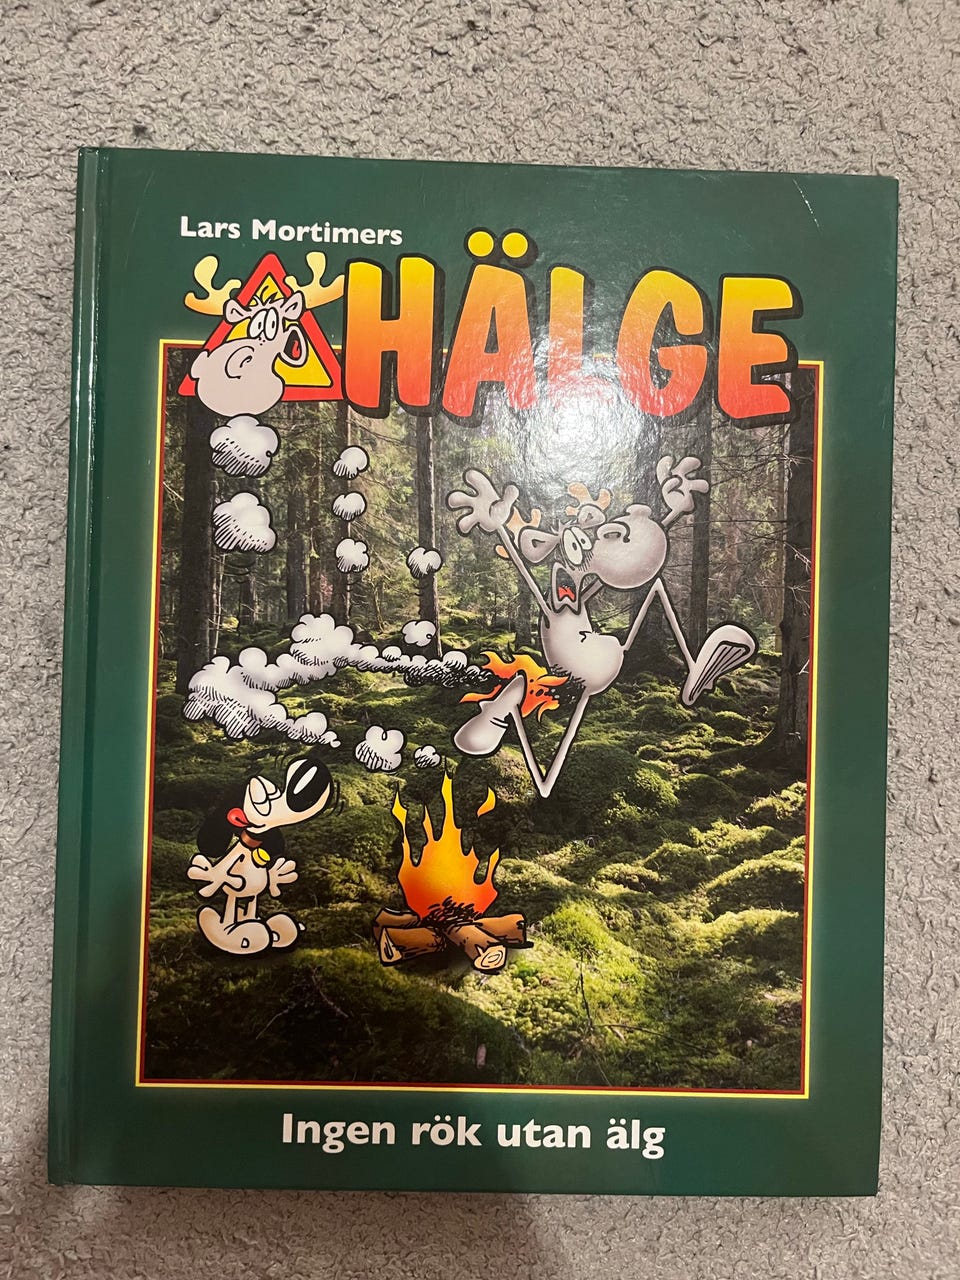 Lars Mortimers
HÄLGE
Ingen rök utan älg